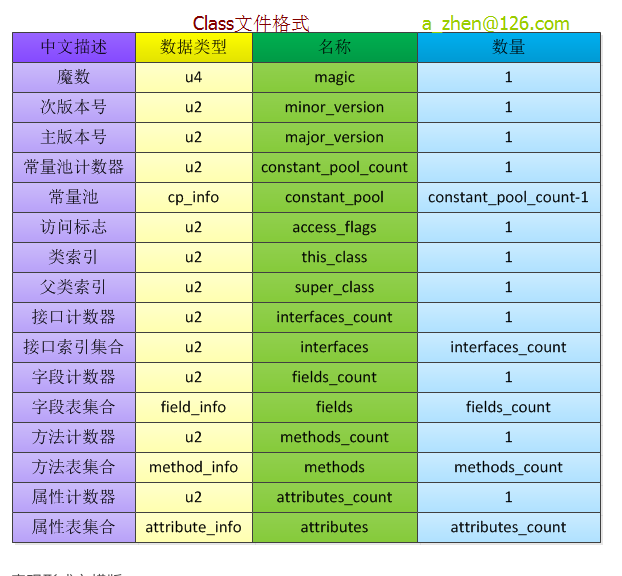 Class文件格式 a_zhen@126.com
中文描述 数据类型 名称 数量
魔数 u4 magic 1
次版本号 u2 minor_version 1
主版本号 u2 major_version 1
常量池计数器 u2 constant_pool_count 1
常量池 cp_info constant_pool constant_pool_count-1
访问标志 u2 access_flags 1
类索引 u2 this_class 1
父类索引 u2 super_class 1
接口计数器 u2 interfaces_count 1
接口索引集合 u2 interfaces interfaces_count
字段计数器 u2 fields_count 1
字段表集合 field_info fields fields_count
方法计数器 u2 methods_count 1
方法表集合 method_info methods methods_count
属性计数器 u2 attributes_count 1
属性表集合 attribute_info attributes attributes_count